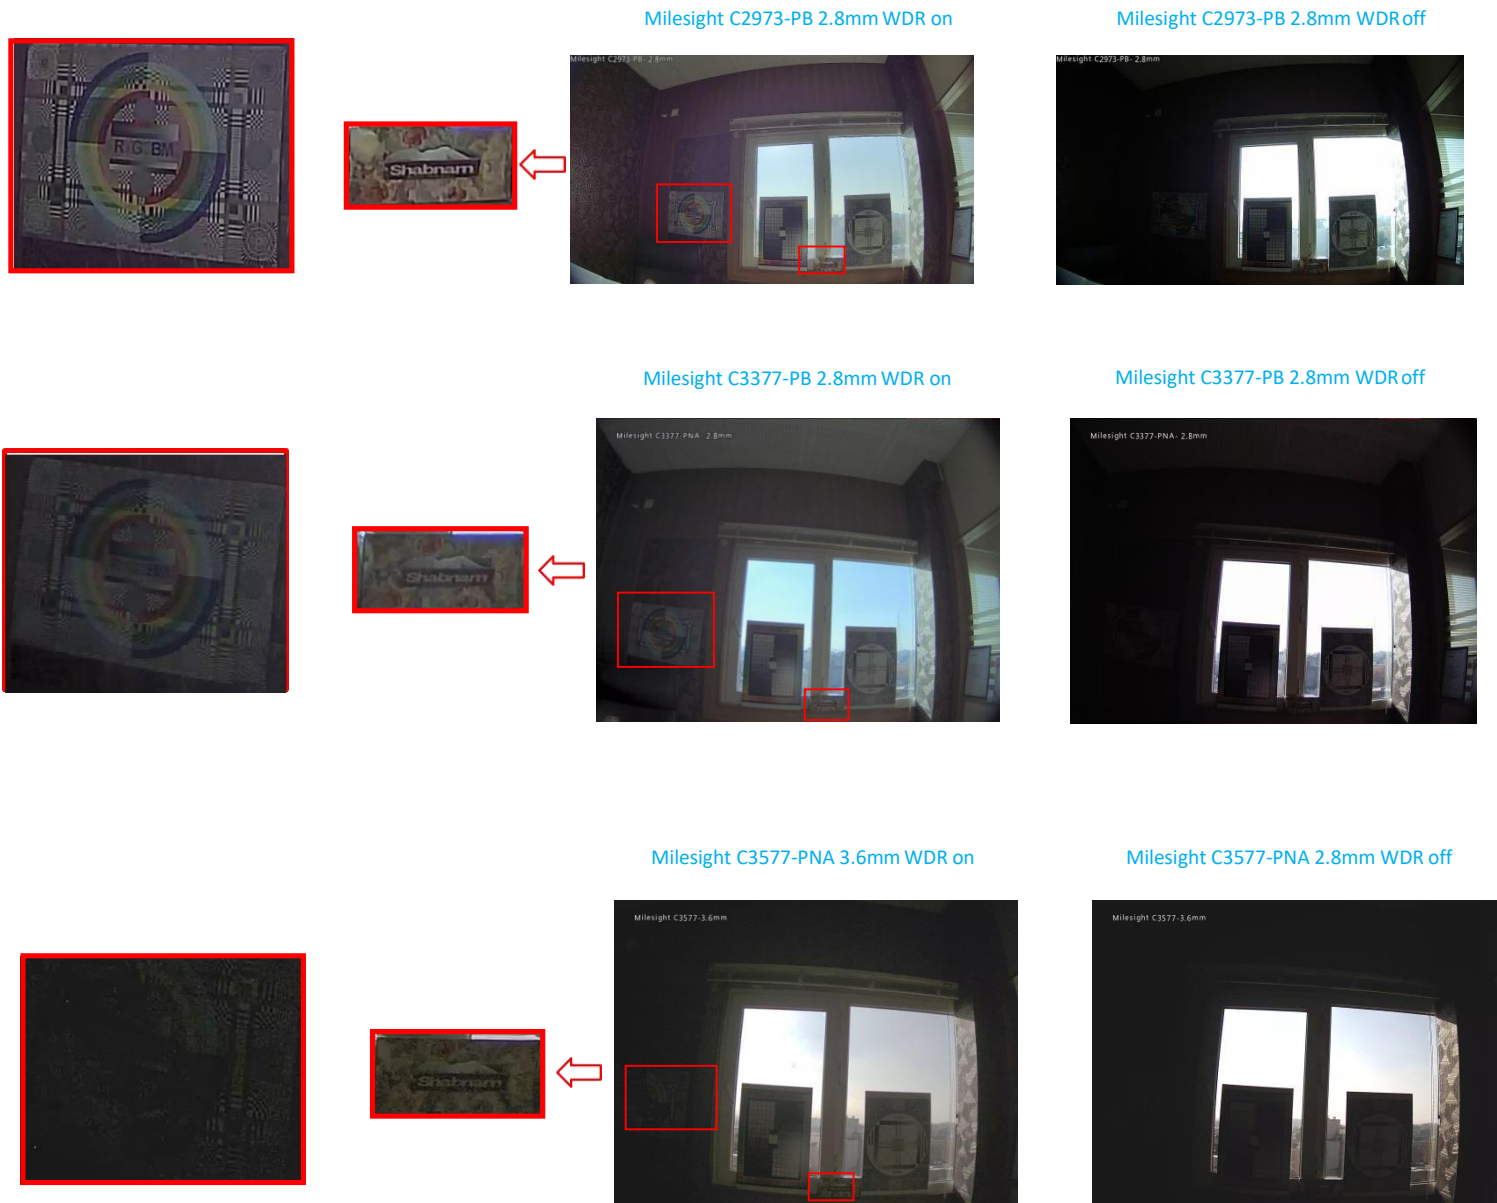 Milesight C2973-PB 2.8mm WDR on
Milesight C2973-PB 2.8mm WDR off
Milesight C2973-PB- 2.8mm
Milesight C2973-PB- 2.8mm
R G BM
Shabnam
Milesight C3377-PB 2.8mm WDR on
Milesight C3377-PB 2.8mm WDR off
Milesight C3377-PNA- 2.8mm
Milesight C3377-PNA- 2.8mm
Shabnam
Milesight C3577-PNA 3.6mm WDR on
Milesight C3577-PNA 2.8mm WDR off
Milesight C3577-3.6mm
Milesight C3577-3.6mm
Shabnam